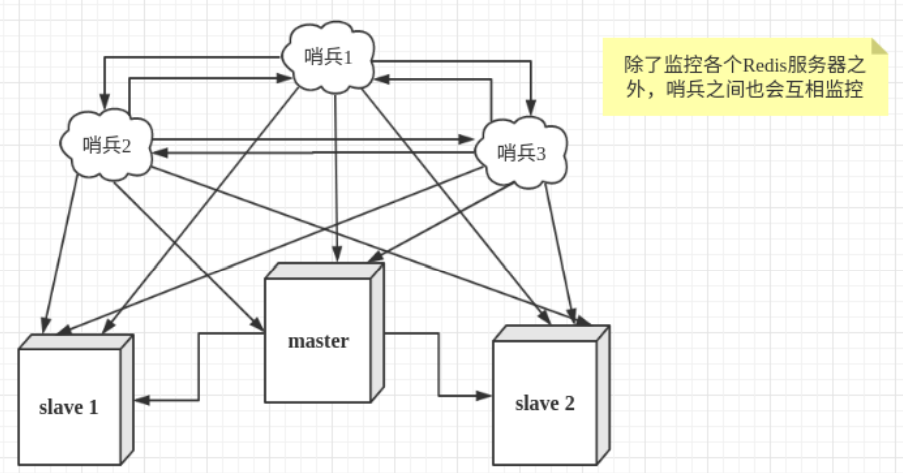 哨兵1
除了监控各个Redis服务器之
外，哨兵之间也会互相监控
哨兵2
哨兵3
master
slave 1
slave 2